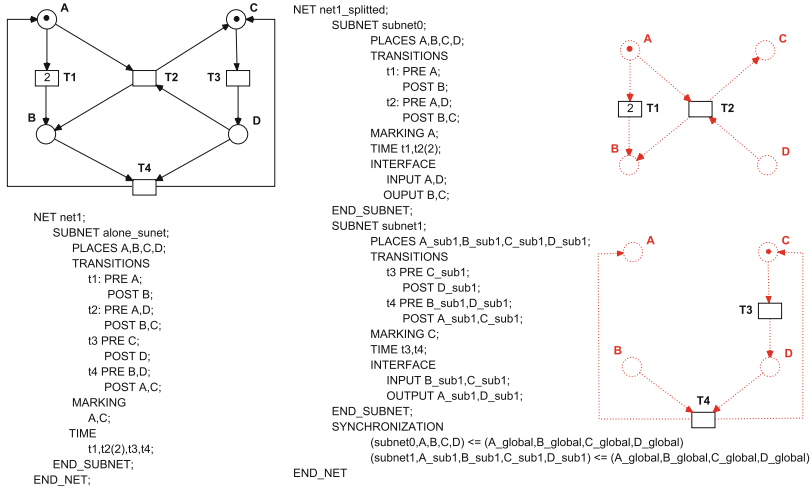 A
C
2
T1
T2
T3
B
D
T4
NET net1;
SUBNET alone_sunet;
PLACES A,B,C,D;
TRANSITIONS
t1: PRE A;
POST B;
t2: PRE A,D;
POST B,C;
t3 PRE C;
POST D;
t4 PRE B,D;
POST A,C;
MARKING
A,C;
TIME
t1,t2(2),t3,t4;
END_SUBNET;
END_NET;
NET net1_splitted;
SUBNET subnet0;
PLACES A,B,C,D;
TRANSITIONS
t1: PRE A;
POST B;
t2: PRE A,D;
POST B,C;
MARKING A;
TIME t1,t2(2);
INTERFACE
INPUT A,D;
OUPUT B,C;
END_SUBNET;
SUBNET subnet1;
PLACES A_sub1,B_sub1,C_sub1,D_sub1;
TRANSITIONS
t3 PRE C_sub1;
POST D_sub1;
t4 PRE B_sub1,D_sub1;
POST A_sub1,C_sub1;
MARKING C;
TIME t3,t4;
INTERFACE
INPUT B_sub1,C_sub1;
OUTPUT A_sub1,D_sub1;
END_SUBNET;
SYNCHRONIZATION
(subnet0,A,B,C,D) <= (A_global,B_global,C_global,D_global)
(subnet1,A_sub1,B_sub1,C_sub1,D_sub1) <= (A_global,B_global,C_global,D_global)
END_NET
A
C
2
T1
T2
B
D
A
C
T3
B
D
T4